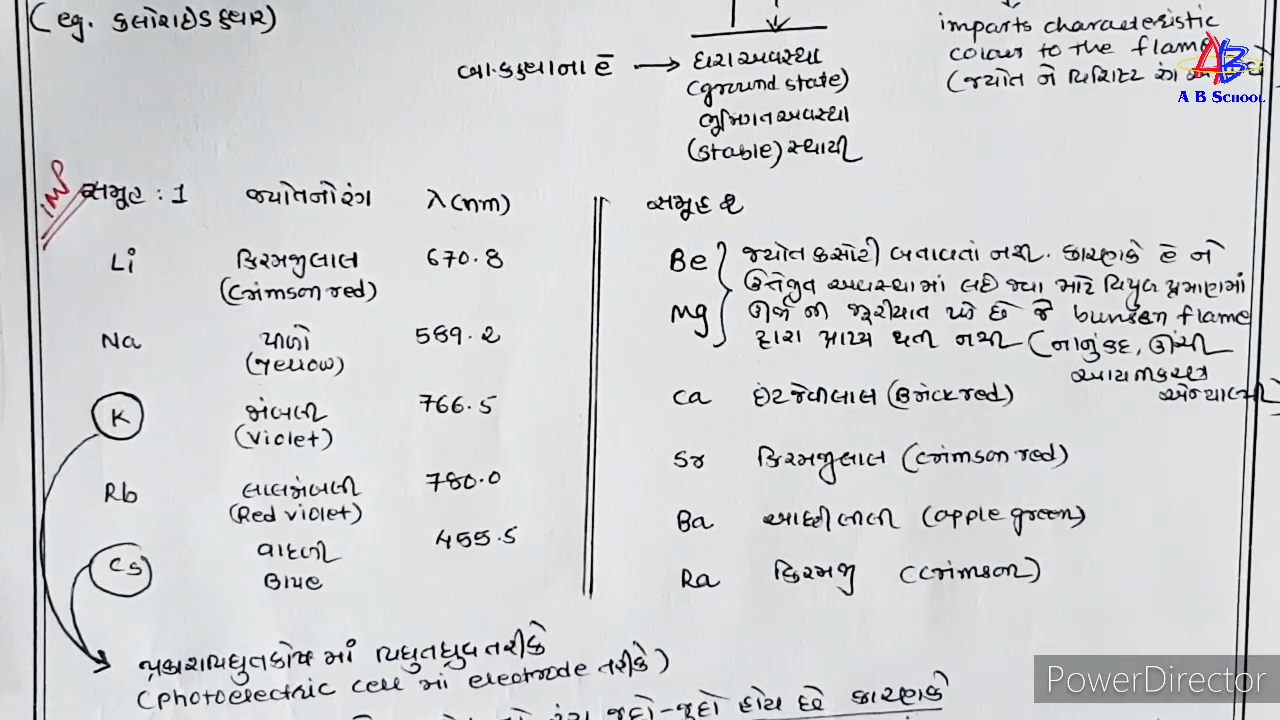 (eg. ક્લોરાઇડ ક્ષાર)
imparts characteristic
colour to the flame
(જ્યોત ને વિશિષ્ટ રંગ
બા.કક્ષાના ē → ધરા અવસ્થા
(ground state)
ભૂમિગત અવસ્થા
(stable) સ્થાયી
A B SCHOOL
IMP
સમૂહ : 1 જ્યોતનો રંગ λ(nm)
Li કિરમજીલાલ 670.8
(Crimson red)
Na પીળો 589.2
(Yellow)
K જાંબલી 766.5
(Violet)
Rb લાલજાંબલી 780.0
(Red violet)
Cs વાદળી 455.5
Blue
પ્રકાશવિદ્યુતકોષ માં વિદ્યુતધ્રુવ તરીકે
(photoelectric cell માં electrode તરીકે)
સમૂહ 2
Be જ્યોત કસોટી બતાવતાં નથી. કારણકે ē ને
ઉત્તેજીત અવસ્થામાં લઈ જવા માટે વિપુલ પ્રમાણમાં
Mg ઊર્જા ની જરૂરીયાત પડે છે જે bunsen flame
દ્વારા પ્રાપ્ય થતી નથી (નાનું કદ, ઊંચી
આયનીકરણ
એન્થાલ્પી)
Ca ઇંટ જેવો લાલ (Brick red)
Sr કિરમજીલાલ (Crimson red)
Ba આછો લીલો (apple green)
Ra કિરમજી (Crimson)
રંગ જુદો-જુદો હોય છે કારણકે
PowerDirector